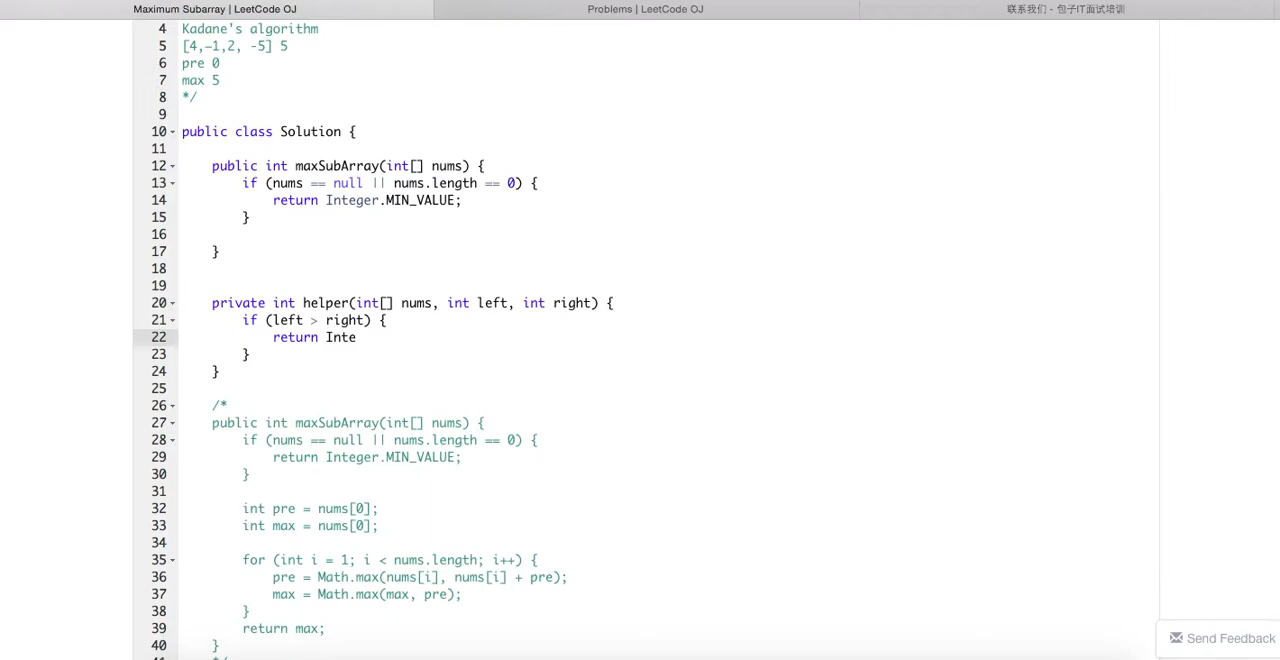 Maximum Subarray | LeetCode OJ
Problems | LeetCode OJ
联系我们 - 包子IT面试培训
4 Kadane's algorithm
5 [4,-1,2, -5] 5
6 pre 0
7 max 5
8 */
9
10 public class Solution {
11
12 public int maxSubArray(int[] nums) {
13 if (nums == null || nums.length == 0) {
14 return Integer.MIN_VALUE;
15 }
16
17 }
18
19
20 private int helper(int[] nums, int left, int right) {
21 if (left > right) {
22 return Inte
23 }
24 }
25
26 /*
27 public int maxSubArray(int[] nums) {
28 if (nums == null || nums.length == 0) {
29 return Integer.MIN_VALUE;
30 }
31
32 int pre = nums[0];
33 int max = nums[0];
34
35 for (int i = 1; i < nums.length; i++) {
36 pre = Math.max(nums[i], nums[i] + pre);
37 max = Math.max(max, pre);
38 }
39 return max;
40 }
Send Feedback